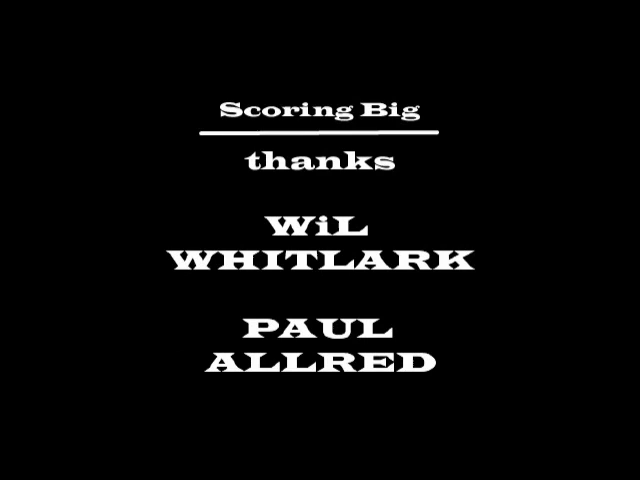 Scoring Big
thanks
WiL
WHITLARK
PAUL
ALLRED